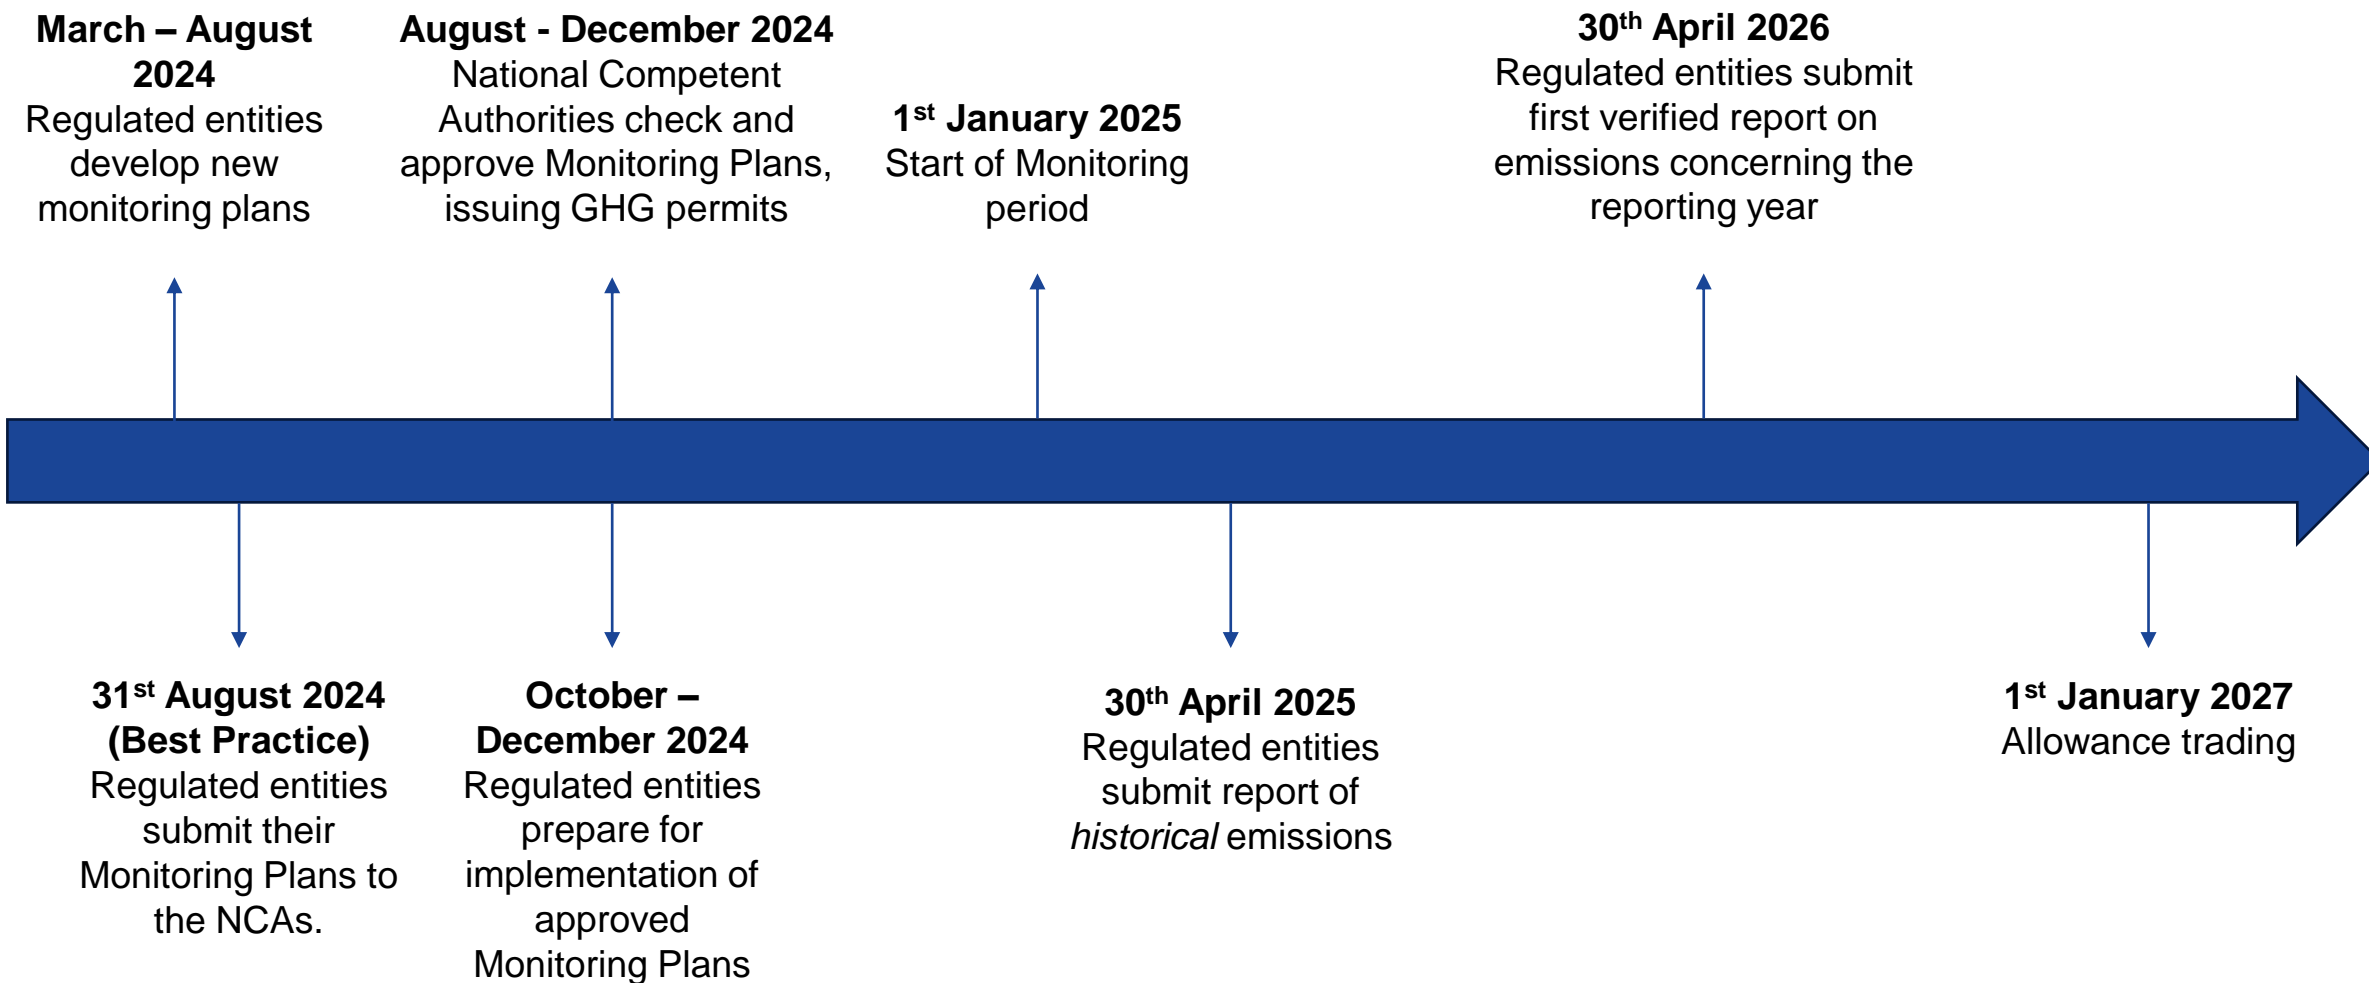 March – August
2024
Regulated entities
develop new
monitoring plans
August - December 2024
National Competent
Authorities check and
approve Monitoring Plans,
issuing GHG permits
1st January 2025
Start of Monitoring
period
30th April 2026
Regulated entities submit
first verified report on
emissions concerning the
reporting year
31st August 2024
(Best Practice)
Regulated entities
submit their
Monitoring Plans to
the NCAs.
October –
December 2024
Regulated entities
prepare for
implementation of
approved
Monitoring Plans
30th April 2025
Regulated entities
submit report of
historical emissions
1st January 2027
Allowance trading